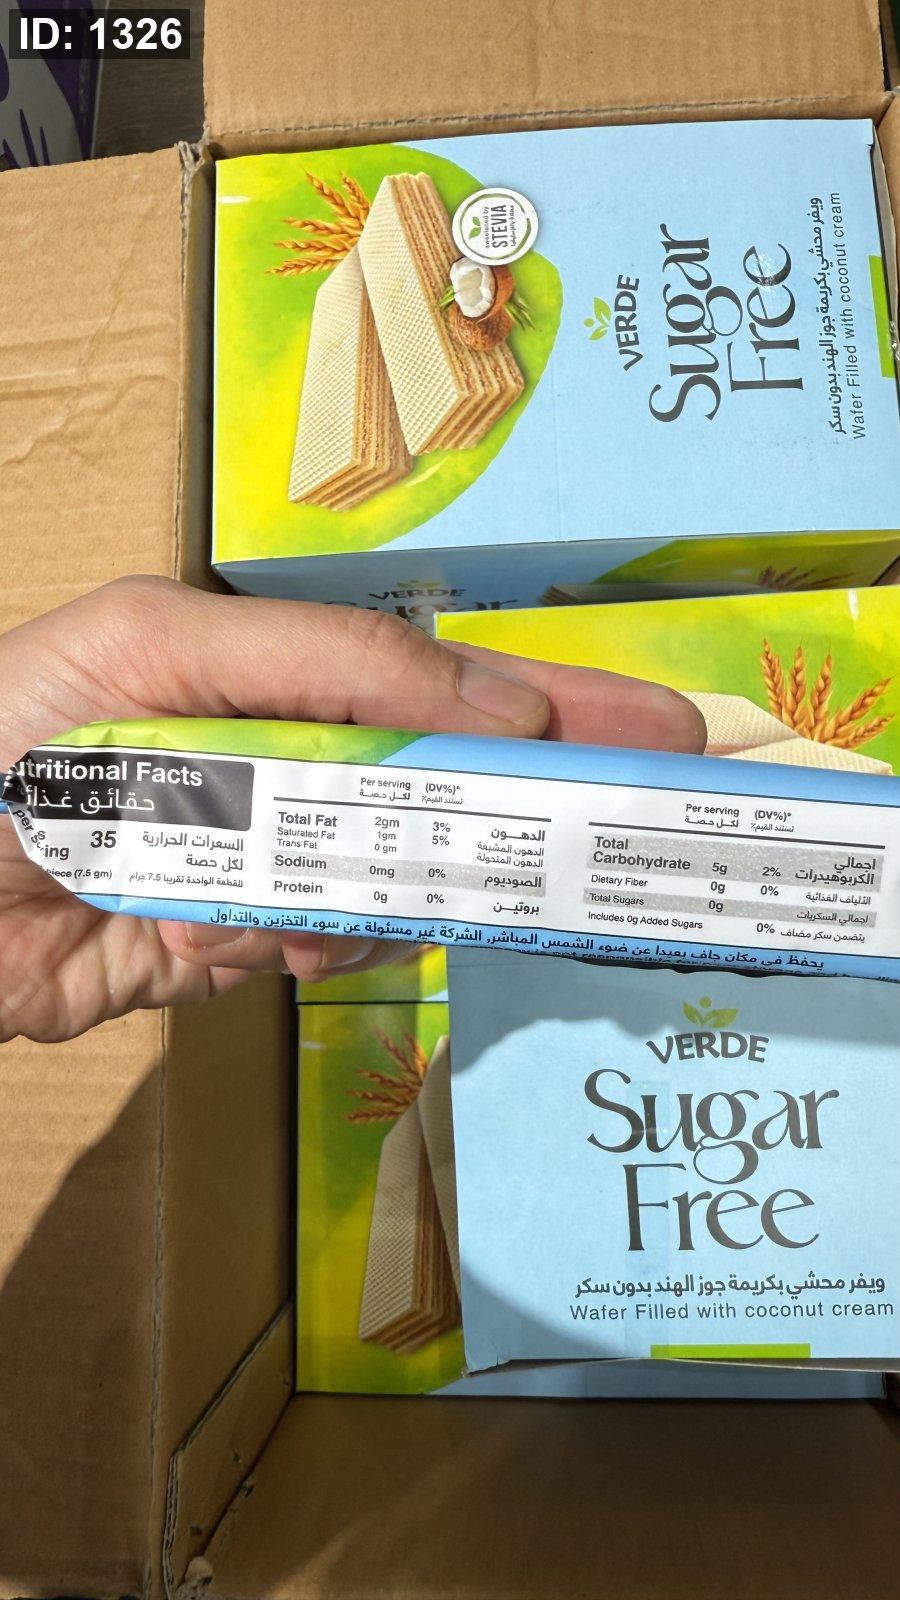 ID: 1326
sweetened by
STEVIA
VERDE
Sugar
Free
ويفر محشي بكريمة جوز الهند بدون سكر
Wafer Filled with coconut cream
VERDE
Sugar
Nutritional Facts
حقائق غذائ
35
السعرات الحرارية
لكل حصة
piece (7.5 gm)
للقطعة الواحدة تقريبا 7.5 جرام
Per serving (DV%)*
لكل حصة
Total Fat 2gm 3% الدهون
Saturated Fat 1gm 5% الدهون المشبعة
Trans Fat 0 gm الدهون المتحولة
Sodium 0mg 0% الصوديوم
Protein 0g 0% بروتين
Per serving (DV%)*
لكل حصة
Total Carbohydrate 5g 2% اجمالي الكربوهيدرات
Dietary Fiber 0g 0% الألياف الغذائية
Total Sugars 0g اجمالي السكريات
Includes 0g Added Sugars 0% يتضمن سكر مضاف
يحفظ في مكان جاف بعيدا عن ضوء الشمس المباشر, الشركة غير مسئولة عن سوء التخزين والتداول
VERDE
Sugar
Free
ويفر محشي بكريمة جوز الهند بدون سكر
Wafer Filled with coconut cream